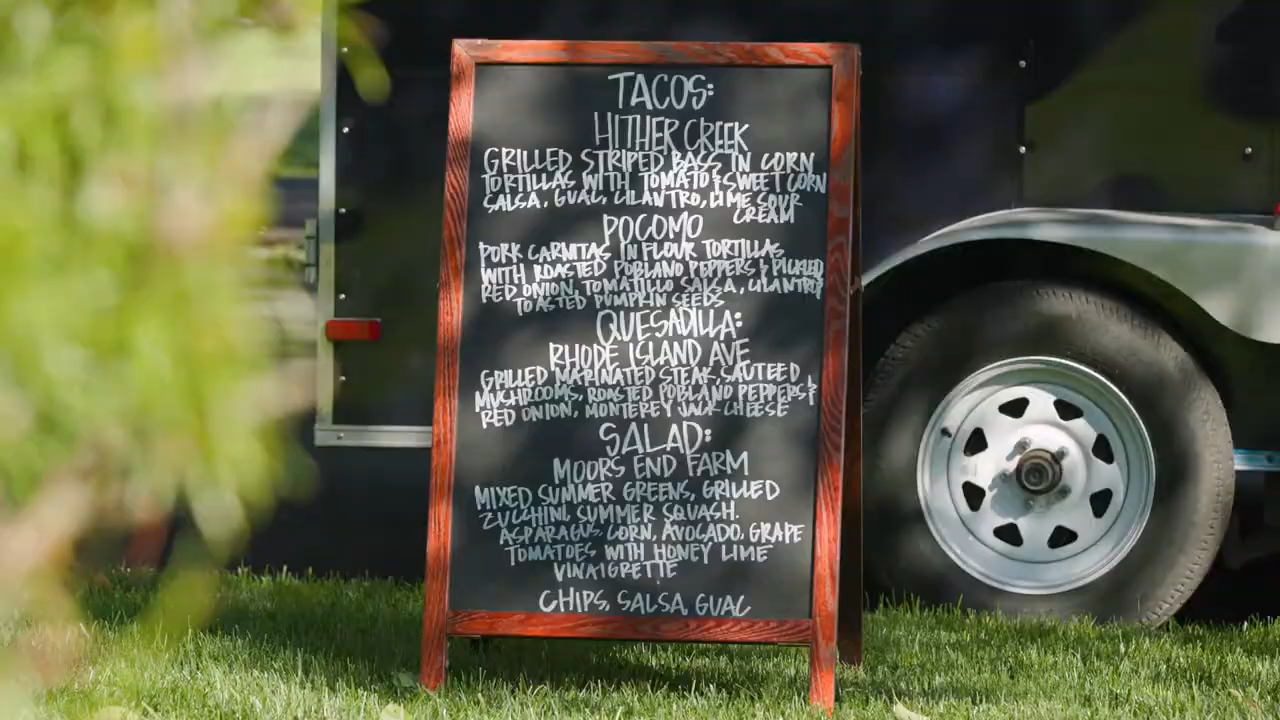 TACOS:
HITHER CREEK
GRILLED STRIPED BASS IN CORN
TORTILLAS WITH TOMATO & SWEET CORN
SALSA, GUAC, CILANTRO, LIME SOUR
CREAM
POCOMO
PORK CARNITAS IN FLOUR TORTILLAS
WITH ROASTED POBLANO PEPPERS & PICKLED
RED ONION, TOMATILLO SALSA, CILANTRO &
TOASTED PUMPKIN SEEDS
QUESADILLA:
RHODE ISLAND AVE
GRILLED MARINATED STEAK, SAUTEED
MUSHROOMS, ROASTED POBLANO PEPPERS &
RED ONION, MONTEREY JACK CHEESE
SALAD:
MOORS END FARM
MIXED SUMMER GREENS, GRILLED
ZUCCHINI, SUMMER SQUASH.
ASPARAGUS, CORN, AVOCADO, GRAPE
TOMATOES WITH HONEY LIME
VINAIGRETTE
CHIPS, SALSA, GUAC